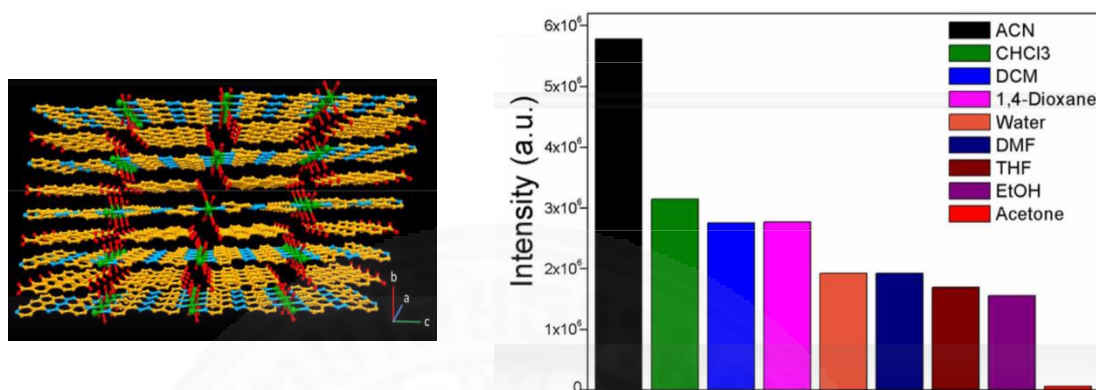 b
a
c
Intensity (a.u.)
6x10⁶
5x10⁶
4x10⁶
3x10⁶
2x10⁶
1x10⁶
0
ACN
CHCl3
DCM
1,4-Dioxane
Water
DMF
THF
EtOH
Acetone